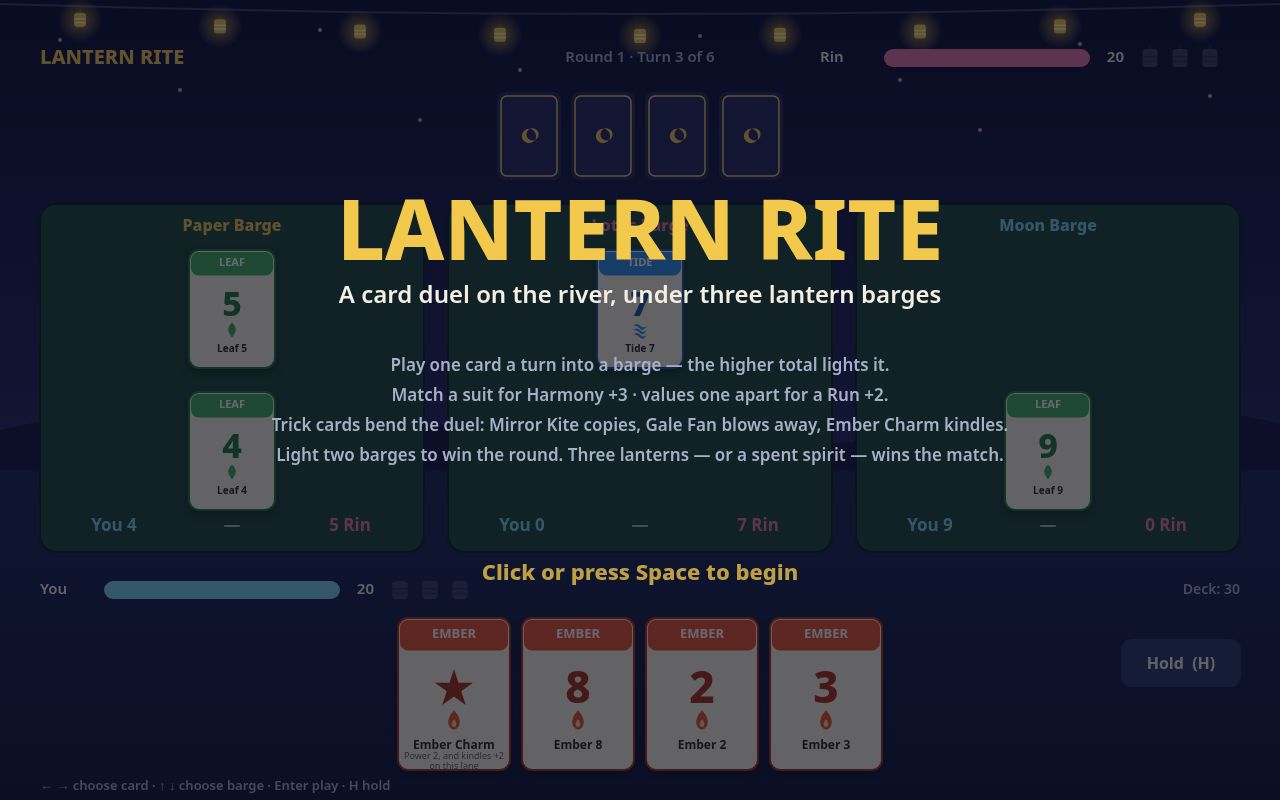 LANTERN RITE
Round 1 · Turn 3 of 6
Rin
20
Paper Barge
Moon Barge
LANTERN RITE
LEAF
5
Leaf 5
TIDE
7
Tide 7
A card duel on the river, under three lantern barges
Play one card a turn into a barge — the higher total lights it.
Match a suit for Harmony +3 · values one apart for a Run +2.
Trick cards bend the duel: Mirror Kite copies, Gale Fan blows away, Ember Charm kindles.
Light two barges to win the round. Three lanterns — or a spent spirit — wins the match.
LEAF
4
Leaf 4
LEAF
9
Leaf 9
You 4 — 5 Rin
You 0 — 7 Rin
You 9 — 0 Rin
Click or press Space to begin
You
20
Deck: 30
EMBER
Ember Charm
Power 2, and kindles +2
on this lane
EMBER
8
Ember 8
EMBER
2
Ember 2
EMBER
3
Ember 3
Hold (H)
← → choose card · ↑ ↓ choose barge · Enter play · H hold